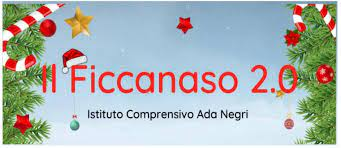 Il Ficcanaso 2.0
Istituto Comprensivo Ada Negri